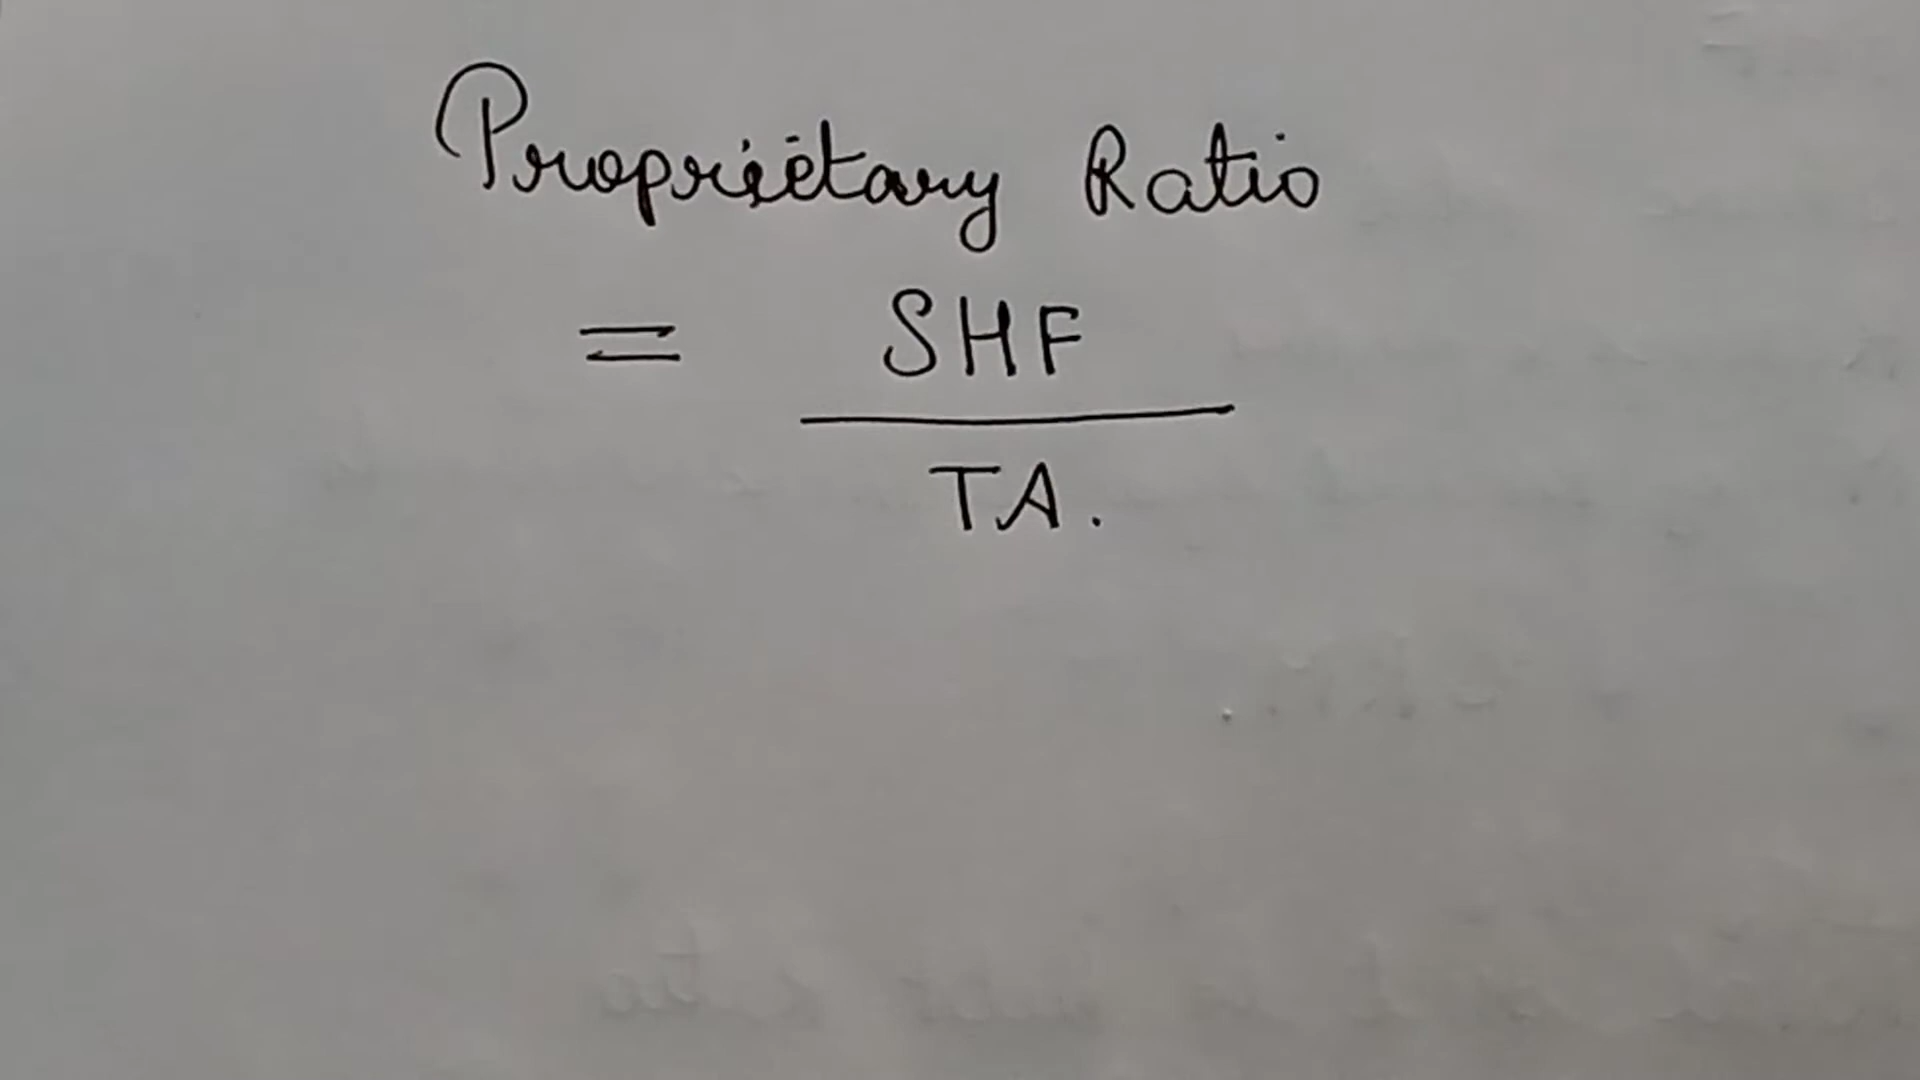 Proprietary Ratio
= SHF
TA.